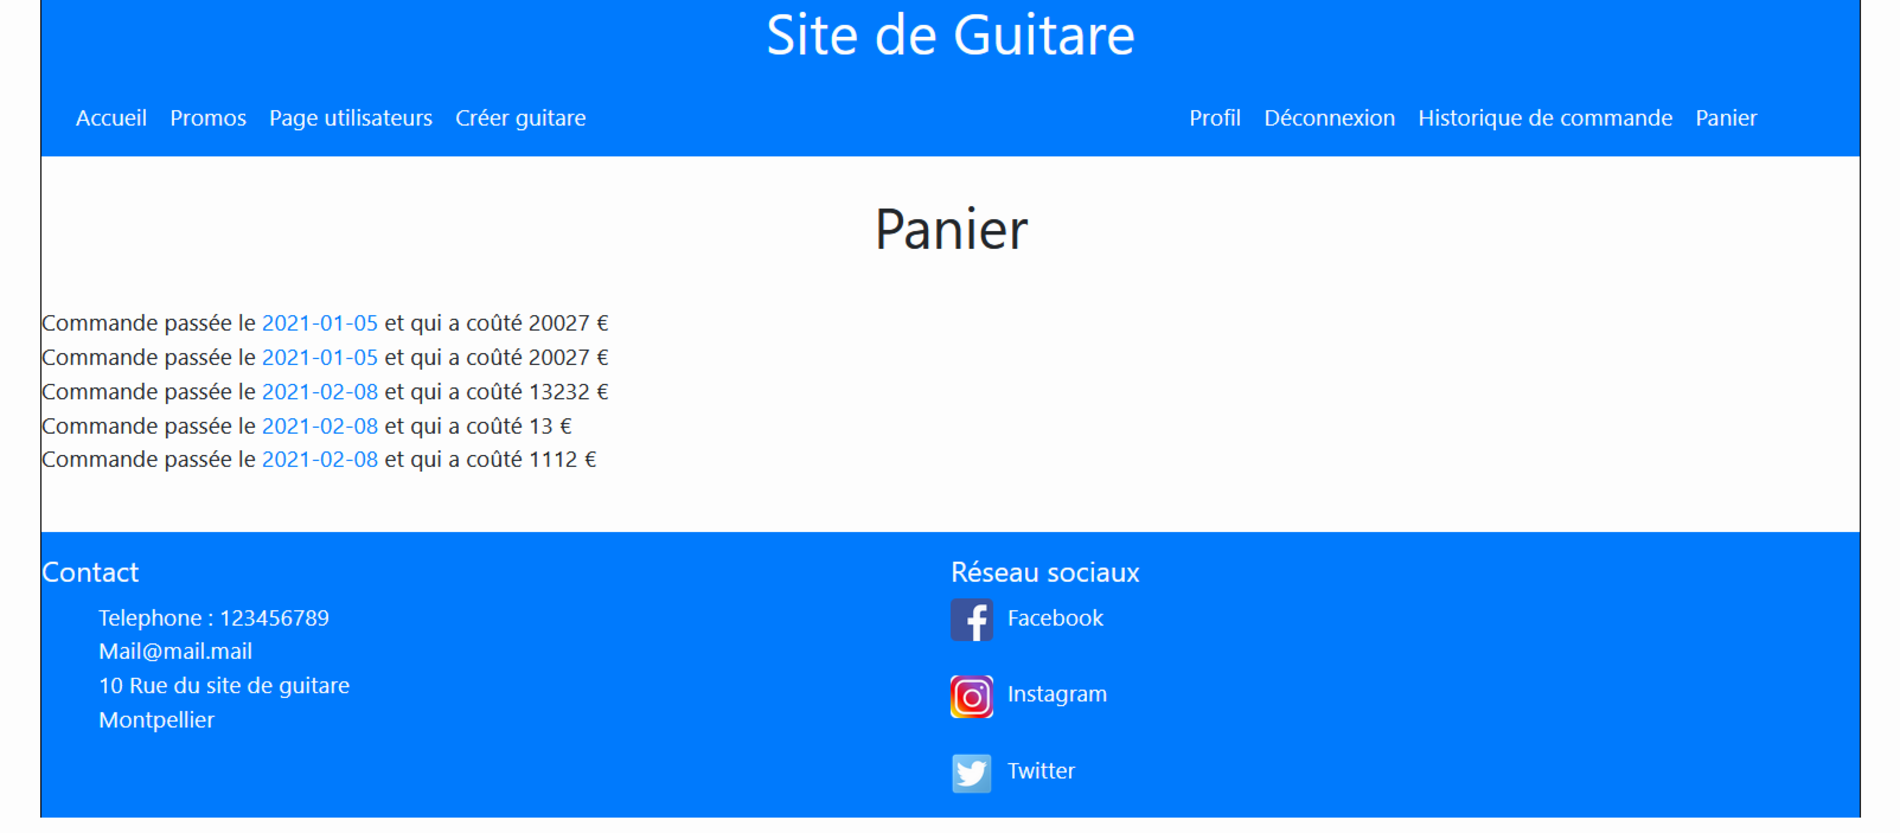 Site de Guitare
Accueil Promos Page utilisateurs Créer guitare Profil Déconnexion Historique de commande Panier
Panier
Commande passée le 2021-01-05 et qui a coûté 20027 €
Commande passée le 2021-01-05 et qui a coûté 20027 €
Commande passée le 2021-02-08 et qui a coûté 13232 €
Commande passée le 2021-02-08 et qui a coûté 13 €
Commande passée le 2021-02-08 et qui a coûté 1112 €
Contact
Telephone : 123456789
Mail@mail.mail
10 Rue du site de guitare
Montpellier
Réseau sociaux
Facebook
Instagram
Twitter